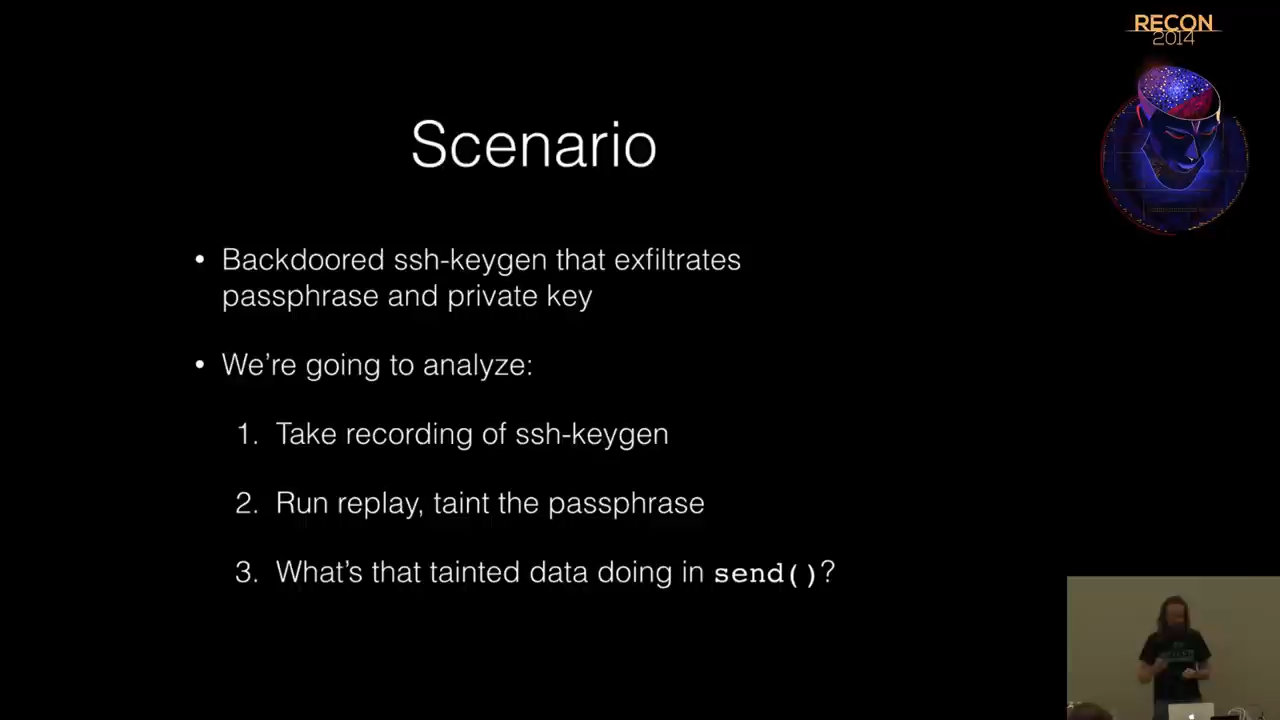 RECON
2014
Scenario
• Backdoored ssh-keygen that exfiltrates
passphrase and private key
• We're going to analyze:
1. Take recording of ssh-keygen
2. Run replay, taint the passphrase
3. What's that tainted data doing in send()?